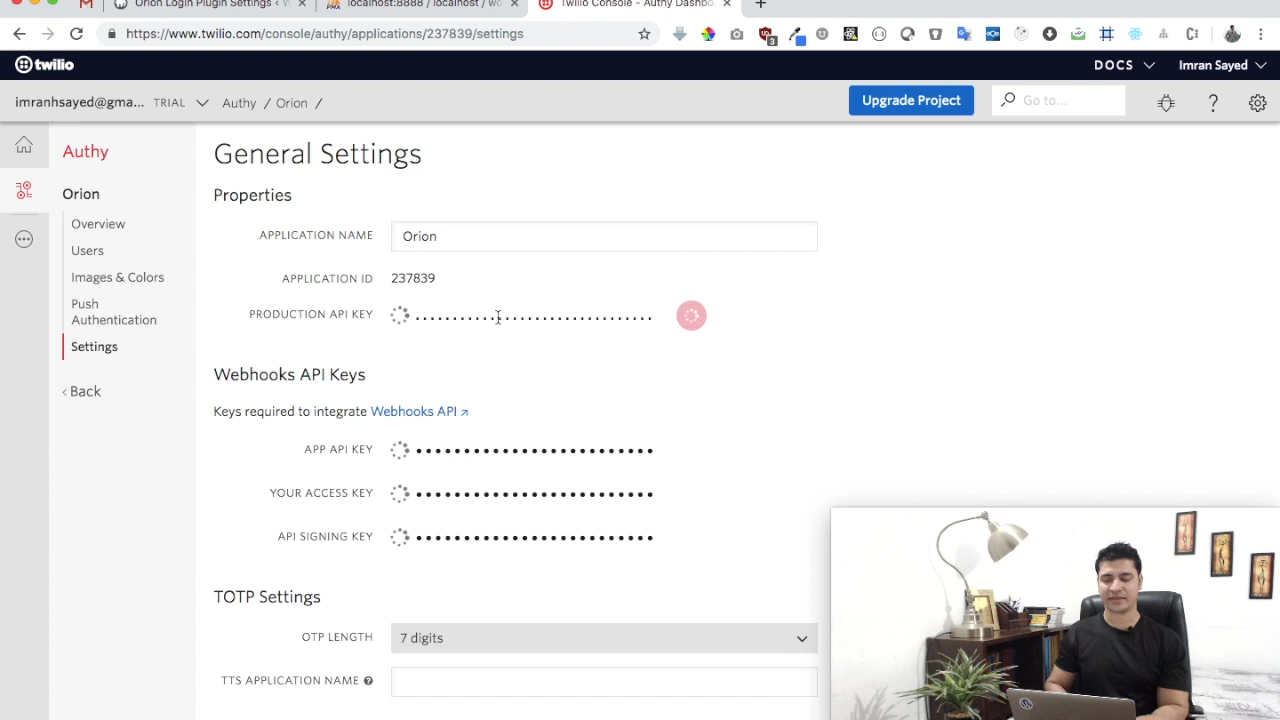 Orion Login Plugin Settings ‹ W
localhost:8888 / localhost / wo
Twilio Console - Authy Dashbo
https://www.twilio.com/console/authy/applications/237839/settings
3
twilio
DOCS
Imran Sayed
imranhsayed@gma...
TRIAL
Authy / Orion /
Upgrade Project
Go to...
?
Authy
Orion
Overview
Users
Images & Colors
Push
Authentication
Settings
‹ Back
General Settings
Properties
APPLICATION NAME
Orion
APPLICATION ID
237839
PRODUCTION API KEY
Webhooks API Keys
Keys required to integrate Webhooks API
APP API KEY
YOUR ACCESS KEY
API SIGNING KEY
TOTP Settings
OTP LENGTH
7 digits
TTS APPLICATION NAME